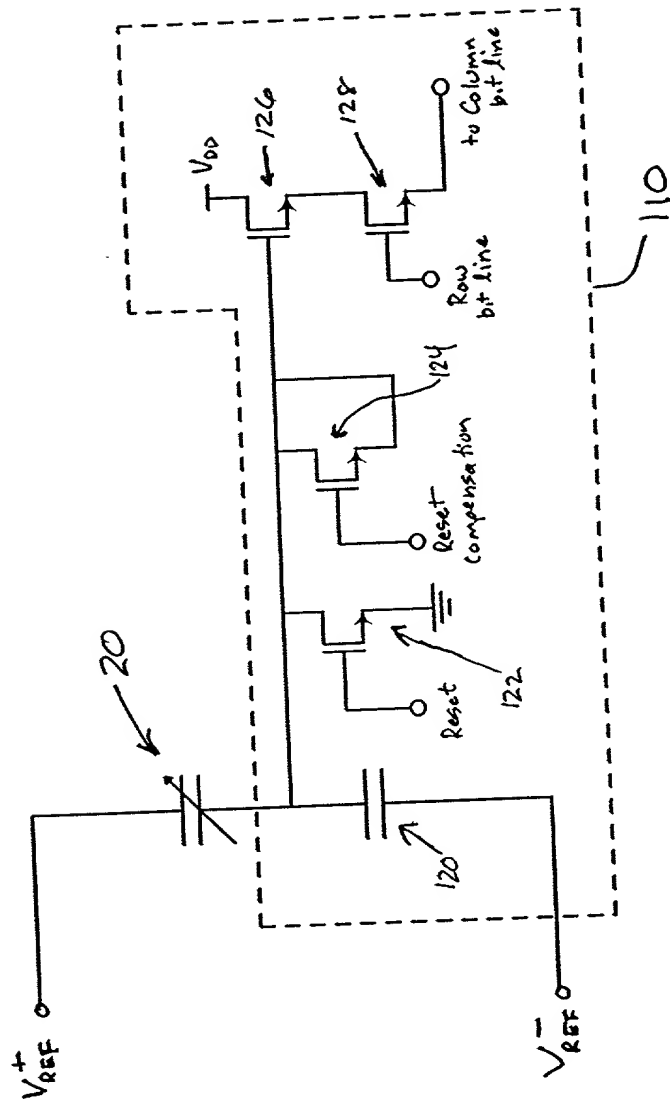 V+REF
V-REF
20
120
Reset
122
Reset
compensation
124
VDD
126
128
Row
bit line
to Column
bit line
110